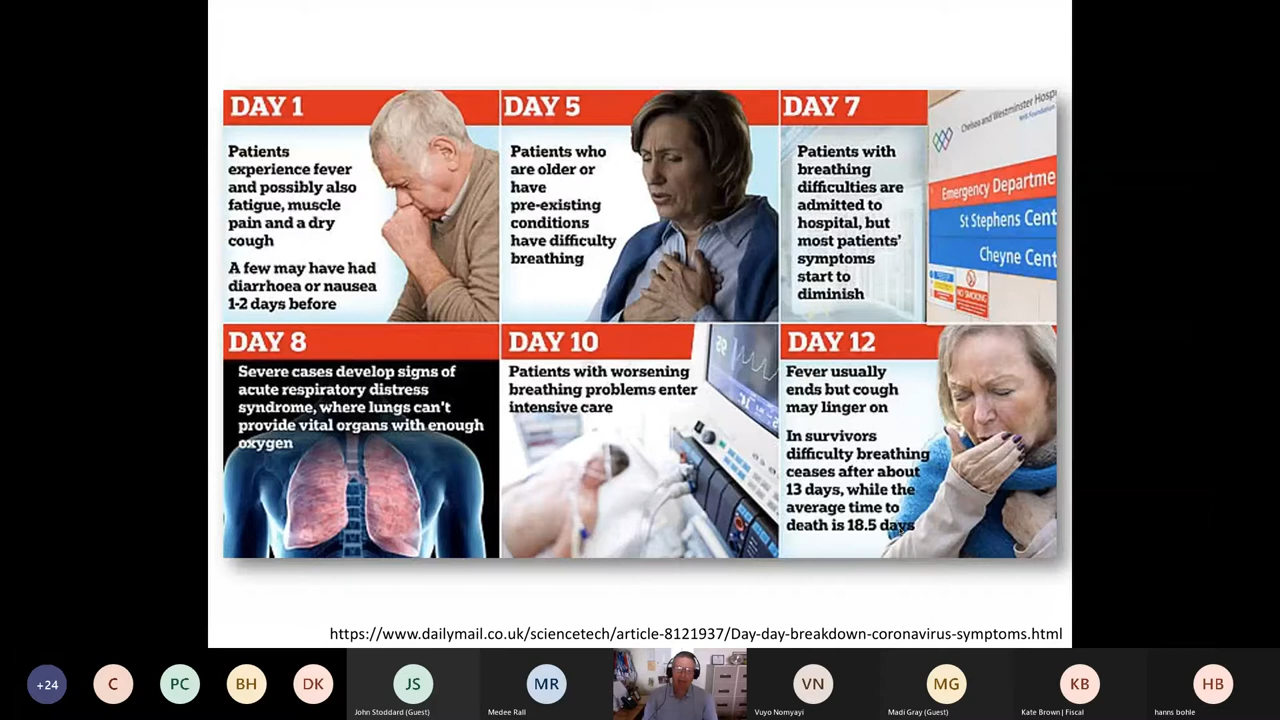 DAY 1
Patients
experience fever
and possibly also
fatigue, muscle
pain and a dry
cough
A few may have had
diarrhoea or nausea
1-2 days before
DAY 5
Patients who
are older or
have
pre-existing
conditions
have difficulty
breathing
DAY 7
Patients with
breathing
difficulties are
admitted to
hospital, but
most patients'
symptoms
start to
diminish
Chelsea and Westminster Hosp
NHS Foundation
Emergency Departme
St Stephens Cent
Cheyne Cent
NO SMOKING
DAY 8
Severe cases develop signs of
acute respiratory distress
syndrome, where lungs can't
provide vital organs with enough
oxygen
DAY 10
Patients with worsening
breathing problems enter
intensive care
DAY 12
Fever usually
ends but cough
may linger on
In survivors
difficulty breathing
ceases after about
13 days, while the
average time to
death is 18.5 days
https://www.dailymail.co.uk/sciencetech/article-8121937/Day-day-breakdown-coronavirus-symptoms.html
+24
C
PC
BH
DK
JS
John Stoddard (Guest)
MR
Medee Rall
VN
Vuyo Nomyayi
MG
Madi Gray (Guest)
KB
Kate Brown | Fiscal
HB
hanns bohle